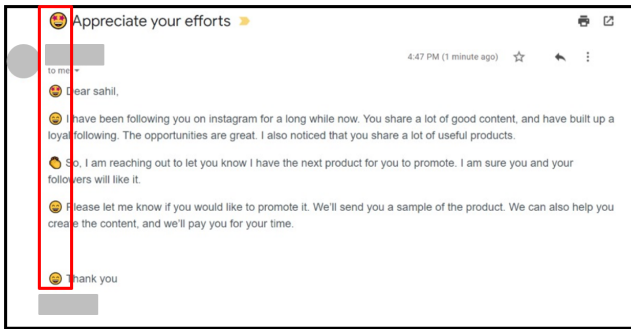 🤩 Appreciate your efforts
4:47 PM (1 minute ago)
to me
🤩 Dear sahil,
😄 I have been following you on instagram for a long while now. You share a lot of good content, and have built up a
loyal following. The opportunities are great. I also noticed that you share a lot of useful products.
👏 So, I am reaching out to let you know I have the next product for you to promote. I am sure you and your
followers will like it.
😄 Please let me know if you would like to promote it. We'll send you a sample of the product. We can also help you
create the content, and we'll pay you for your time.
😄 Thank you